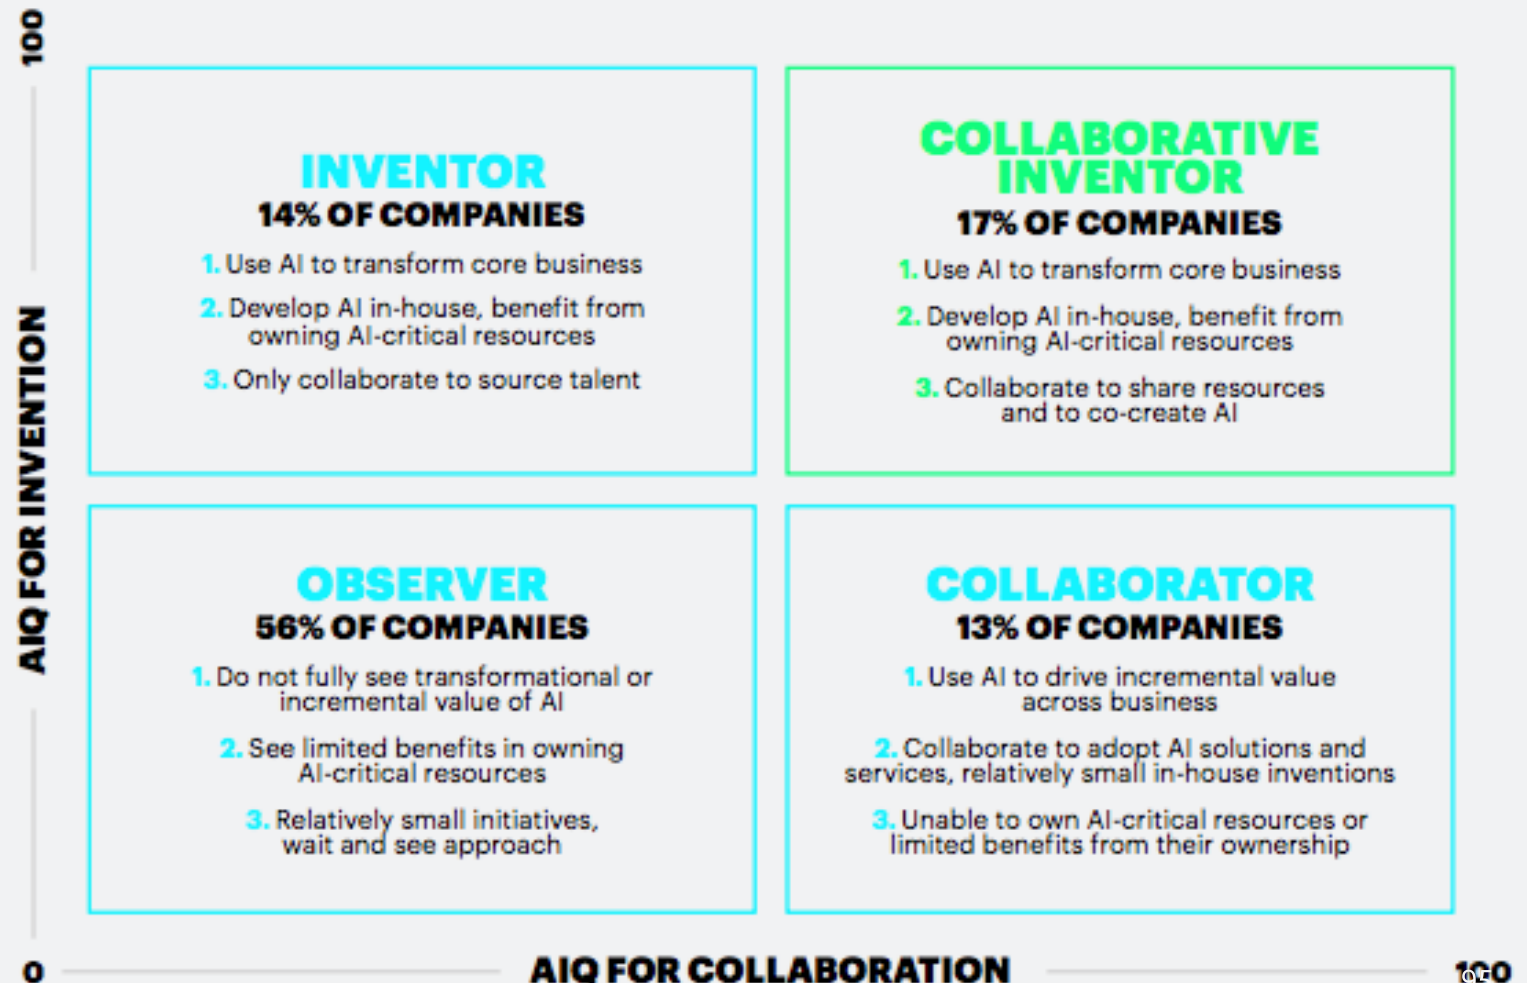 100
AIQ FOR INVENTION
INVENTOR
14% OF COMPANIES
1. Use AI to transform core business
2. Develop AI in-house, benefit from
owning AI-critical resources
3. Only collaborate to source talent
COLLABORATIVE
INVENTOR
17% OF COMPANIES
1. Use AI to transform core business
2. Develop AI in-house, benefit from
owning AI-critical resources
3. Collaborate to share resources
and to co-create AI
OBSERVER
56% OF COMPANIES
1. Do not fully see transformational or
incremental value of AI
2. See limited benefits in owning
AI-critical resources
3. Relatively small initiatives,
wait and see approach
COLLABORATOR
13% OF COMPANIES
1. Use AI to drive incremental value
across business
2. Collaborate to adopt AI solutions and
services, relatively small in-house inventions
3. Unable to own AI-critical resources or
limited benefits from their ownership
0
AIQ FOR COLLABORATION
100
95